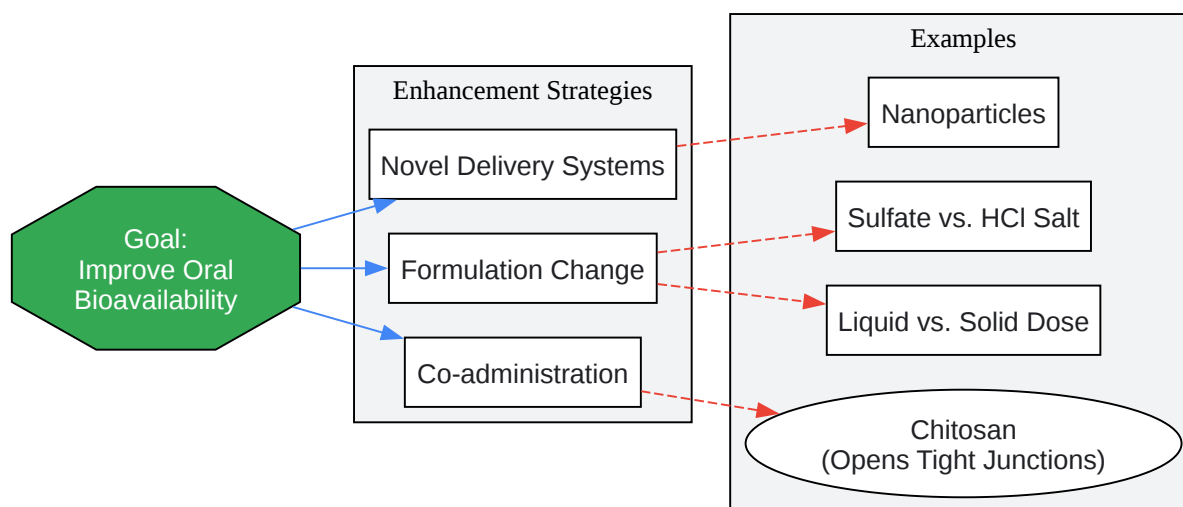 Goal:
Improve Oral
Bioavailability
Enhancement Strategies
Novel Delivery Systems
Formulation Change
Co-administration
Examples
Nanoparticles
Sulfate vs. HCl Salt
Liquid vs. Solid Dose
Chitosan
(Opens Tight Junctions)